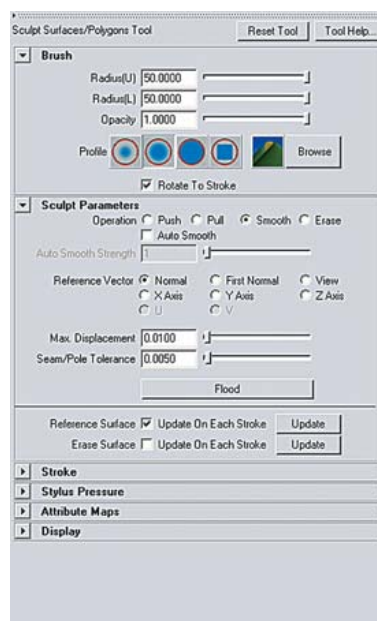 Sculpt Surfaces/Polygons Tool Reset Tool Tool Help...
Brush
Radius(U) 50.0000
Radius(L) 50.0000
Opacity 1.0000
Profile Browse
Rotate To Stroke
Sculpt Parameters
Operation Push Pull Smooth Erase
Auto Smooth
Auto Smooth Strength 1
Reference Vector Normal First Normal View
X Axis Y Axis Z Axis
U V
Max. Displacement 0.0100
Seam/Pole Tolerance 0.0050
Flood
Reference Surface Update On Each Stroke Update
Erase Surface Update On Each Stroke Update
Stroke
Stylus Pressure
Attribute Maps
Display